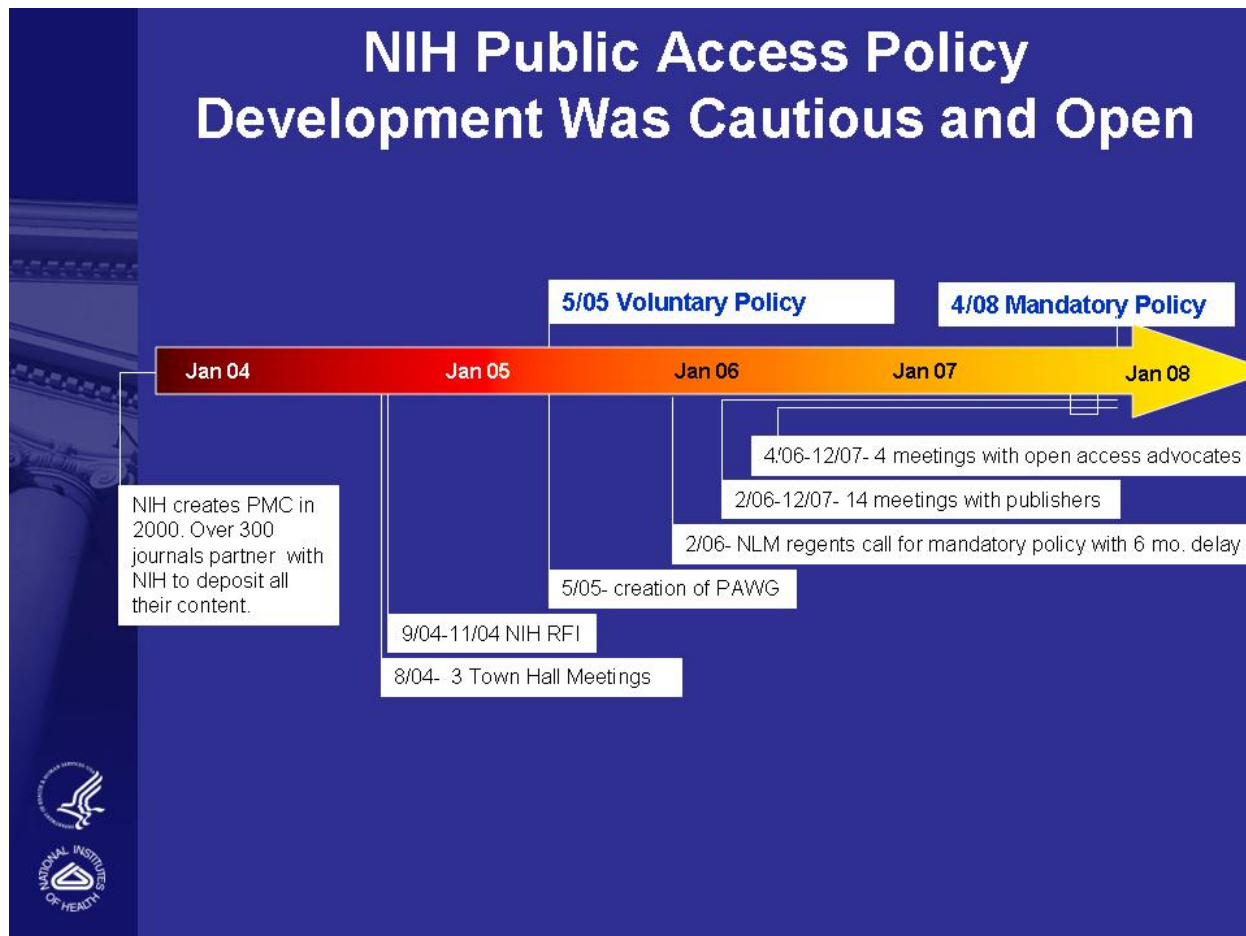 NIH Public Access Policy
Development Was Cautious and Open
5/05 Voluntary Policy
4/08 Mandatory Policy
Jan 04
Jan 05
Jan 06
Jan 07
Jan 08
4/06-12/07- 4 meetings with open access advocates
2/06-12/07- 14 meetings with publishers
2/06- NLM regents call for mandatory policy with 6 mo. delay
5/05- creation of PAWG
9/04-11/04 NIH RFI
8/04- 3 Town Hall Meetings
NIH creates PMC in
2000. Over 300
journals partner with
NIH to deposit all
their content.
NATIONAL INSTITUTES
OF HEALTH